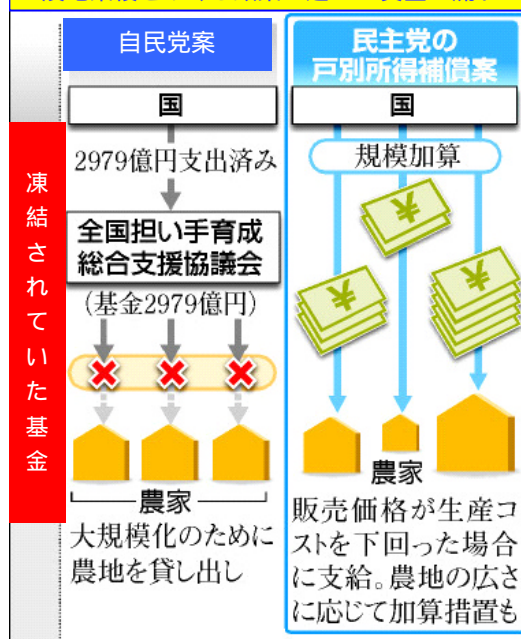 自民党案
国
2979億円支出済み
全国担い手育成
総合支援協議会
(基金2979億円)
農家
大規模化のために
農地を貸し出し
凍結されていた基金
民主党の
戸別所得補償案
国
規模加算
¥
¥
¥
農家
販売価格が生産コ
ストを下回った場合
に支給。農地の広さ
に応じて加算措置も